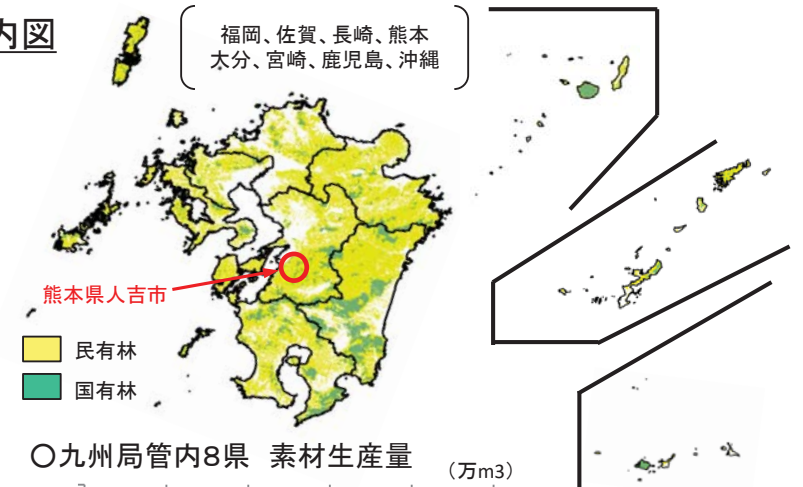 内図
福岡、佐賀、長崎、熊本
大分、宮崎、鹿児島、沖縄
熊本県人吉市
民有林
国有林
〇九州局管内8県 素材生産量 (万m3)